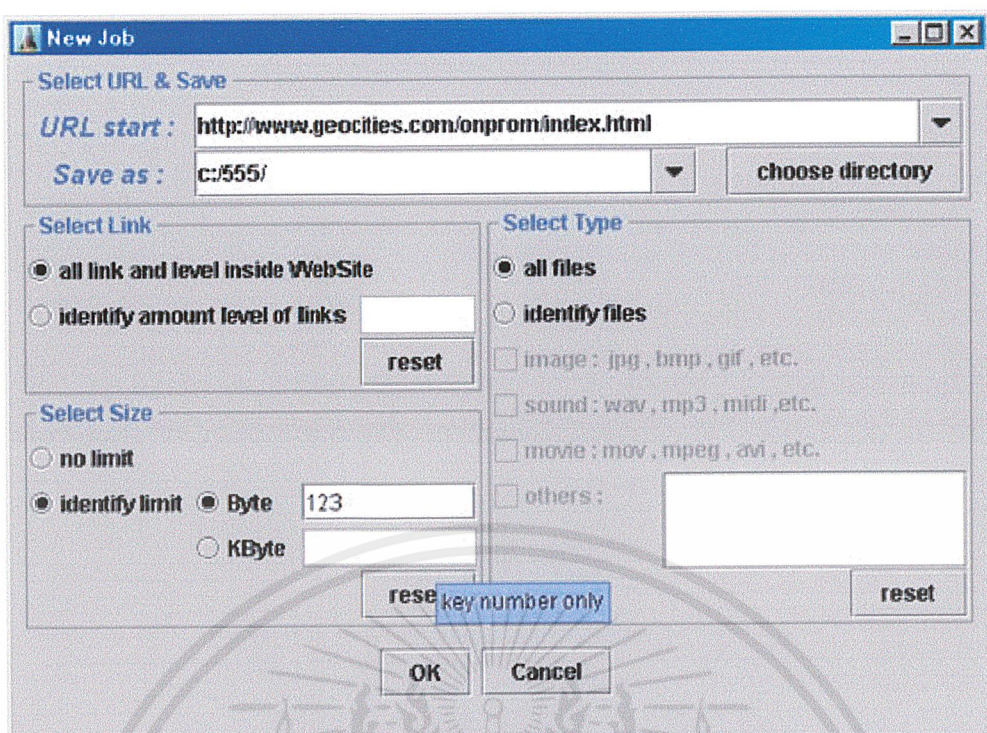 New Job
Select URL & Save
URL start :
http://www.geocities.com/onprom/index.html
Save as :
c:/555/
choose directory
Select Link
all link and level inside WebSite
identify amount level of links
reset
Select Size
no limit
identify limit
Byte
123
KByte
rese
key number only
Select Type
all files
identify files
image : jpg , bmp , gif , etc.
sound : wav , mp3 , midi ,etc.
movie : mov , mpeg , avi , etc.
others :
reset
OK
Cancel